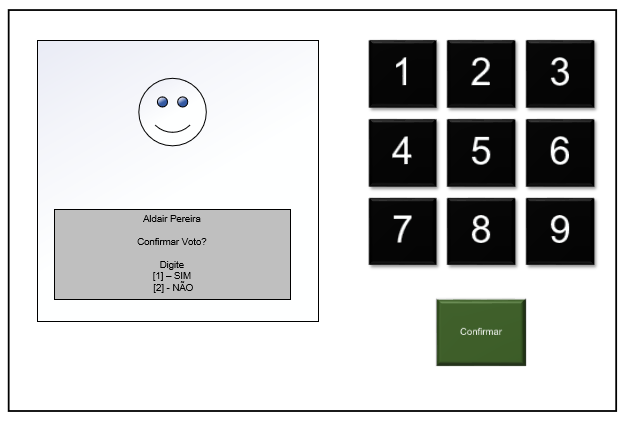 Aldair Pereira
Confirmar Voto?
Digite
[1] – SIM
[2] - NÃO
1 2 3
4 5 6
7 8 9
Confirmar